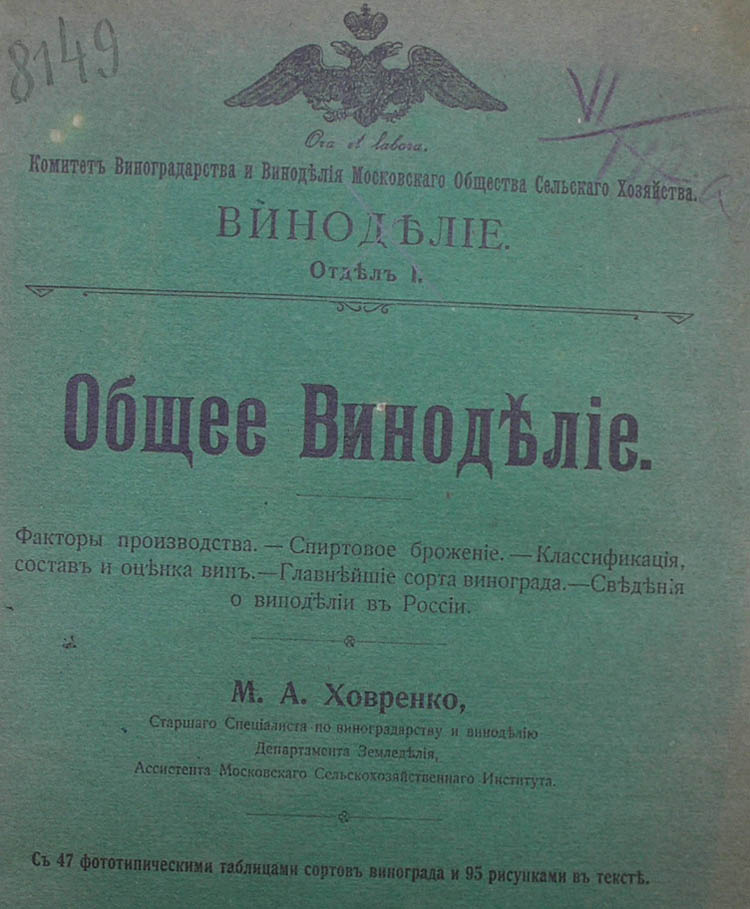 8149
VI
Ora et labora.
Комитетъ Виноградарства и Винодѣлія Московскаго Общества Сельскаго Хозяйства.
ВИНОДѢЛІЕ.
Отдѣлъ I.
Общее Винодѣліе.
Факторы производства. — Спиртовое броженіе. — Классификація,
составъ и оцѣнка винъ.—Главнѣйшіе сорта винограда.—Свѣдѣнія
о винодѣліи въ Россіи.
М. А. Ховренко,
Старшаго Спеціалиста по виноградарству и винодѣлію
Департамента Земледѣлія,
Ассистента Московскаго Сельскохозяйственнаго Института.
Съ 47 фототипическими таблицами сортовъ винограда и 95 рисунками въ текстѣ.